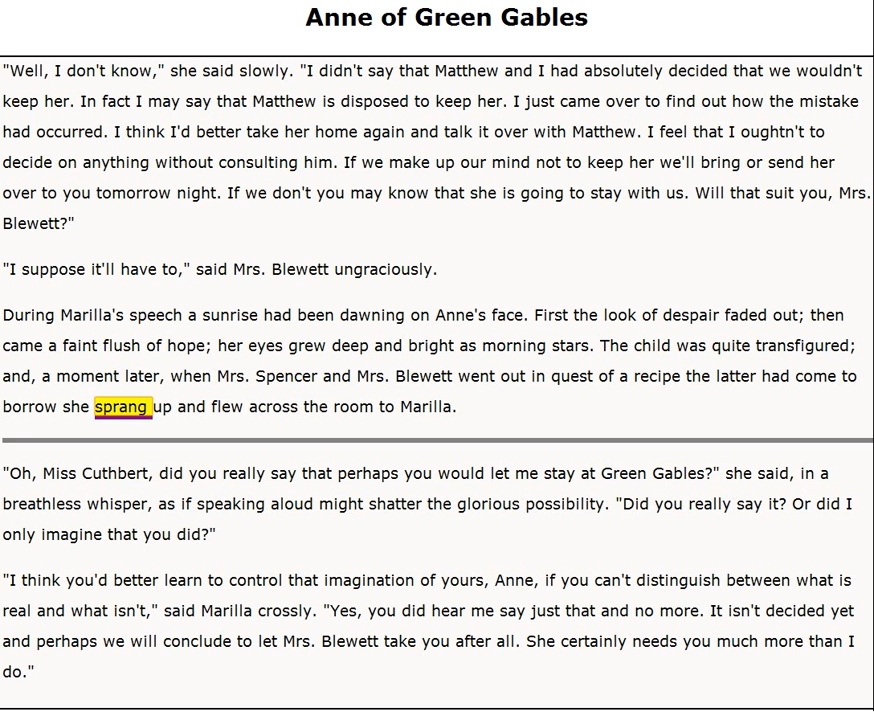 Anne of Green Gables
"Well, I don't know," she said slowly. "I didn't say that Matthew and I had absolutely decided that we wouldn't
keep her. In fact I may say that Matthew is disposed to keep her. I just came over to find out how the mistake
had occurred. I think I'd better take her home again and talk it over with Matthew. I feel that I oughtn't to
decide on anything without consulting him. If we make up our mind not to keep her we'll bring or send her
over to you tomorrow night. If we don't you may know that she is going to stay with us. Will that suit you, Mrs.
Blewett?"
"I suppose it'll have to," said Mrs. Blewett ungraciously.
During Marilla's speech a sunrise had been dawning on Anne's face. First the look of despair faded out; then
came a faint flush of hope; her eyes grew deep and bright as morning stars. The child was quite transfigured;
and, a moment later, when Mrs. Spencer and Mrs. Blewett went out in quest of a recipe the latter had come to
borrow she sprang up and flew across the room to Marilla.
"Oh, Miss Cuthbert, did you really say that perhaps you would let me stay at Green Gables?" she said, in a
breathless whisper, as if speaking aloud might shatter the glorious possibility. "Did you really say it? Or did I
only imagine that you did?"
"I think you'd better learn to control that imagination of yours, Anne, if you can't distinguish between what is
real and what isn't," said Marilla crossly. "Yes, you did hear me say just that and no more. It isn't decided yet
and perhaps we will conclude to let Mrs. Blewett take you after all. She certainly needs you much more than I
do."